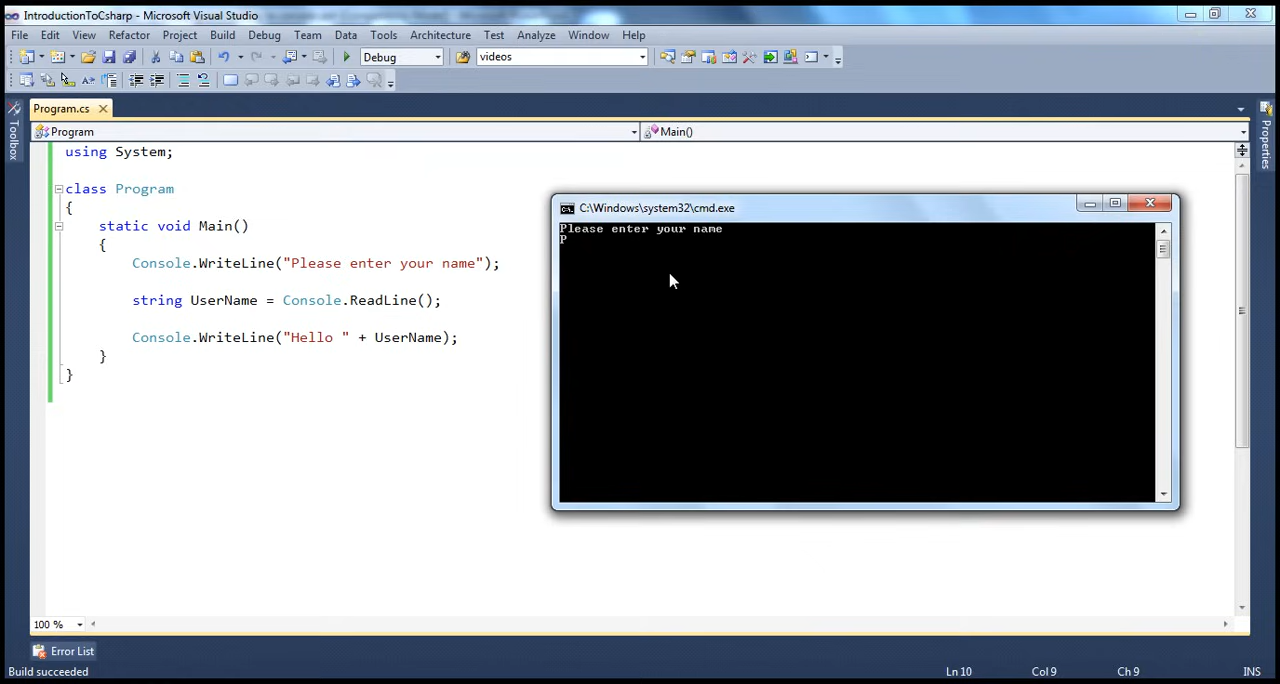 IntroductionToCsharp - Microsoft Visual Studio
File Edit View Refactor Project Build Debug Team Data Tools Architecture Test Analyze Window Help
Debug videos
Program.cs
Program Main()
Toolbox
Properties
using System;
class Program
{
static void Main()
{
Console.WriteLine("Please enter your name");
string UserName = Console.ReadLine();
Console.WriteLine("Hello " + UserName);
}
}
C:\Windows\system32\cmd.exe
Please enter your name
P
100 %
Error List
Build succeeded Ln 10 Col 9 Ch 9 INS